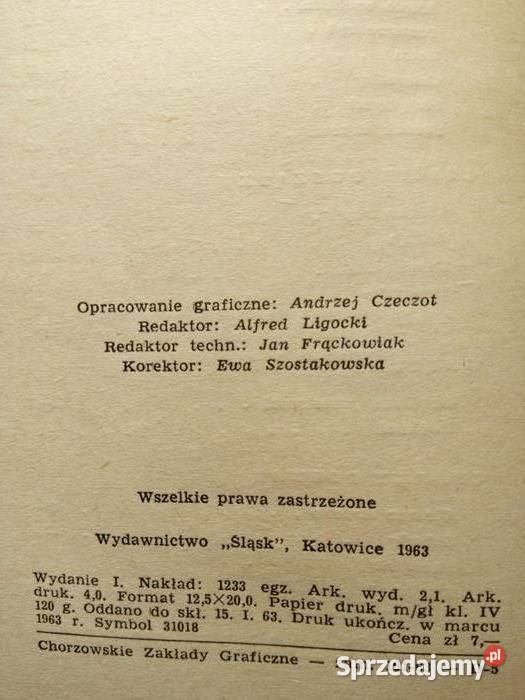 Opracowanie graficzne: Andrzej Czeczot
Redaktor: Alfred Ligocki
Redaktor techn.: Jan Frąckowiak
Korektor: Ewa Szostakowska
Wszelkie prawa zastrzeżone
Wydawnictwo „Śląsk”, Katowice 1963
Wydanie I. Nakład: 1233 egz. Ark. wyd. 2,1. Ark.
druk. 4,0. Format 12,5×20,0. Papier druk. m/gł kl. IV
120 g. Oddano do skł. 15. I. 63. Druk ukończ. w marcu
1963 r. Symbol 31018
Cena zł 7,—
Chorzowskie Zakłady Graficzne —
Sprzedajemy.pl